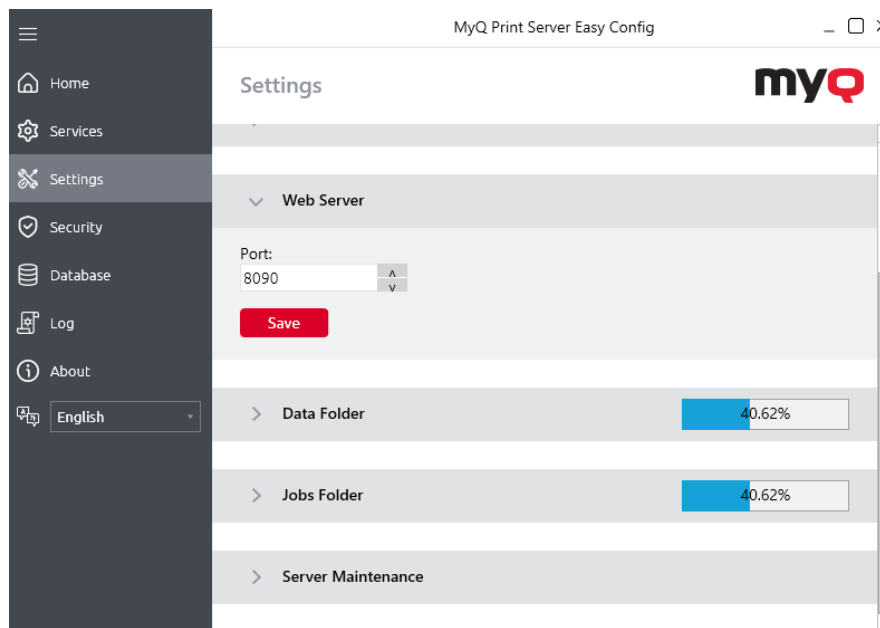 MyQ Print Server Easy Config
Home
Services
Settings
Security
Database
Log
About
English
Settings
myQ
Web Server
Port:
8090
Save
Data Folder
40.62%
Jobs Folder
40.62%
Server Maintenance